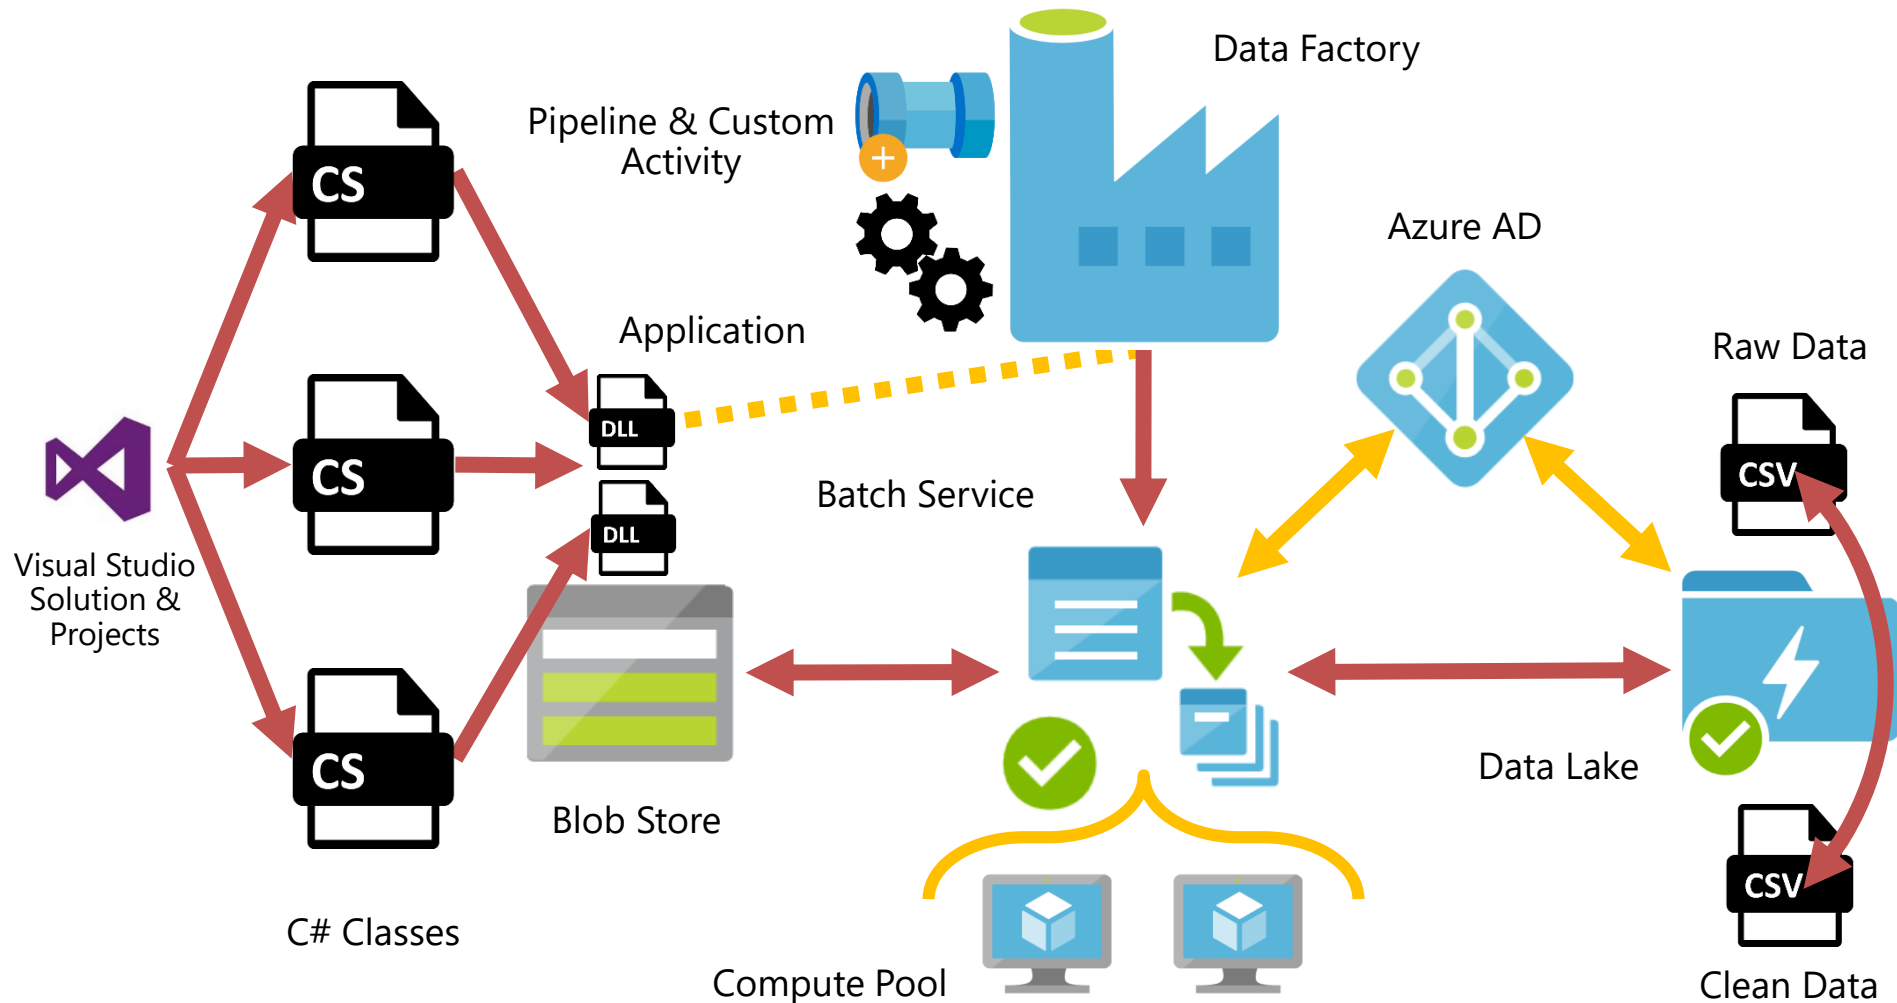 Data Factory
Pipeline & Custom
Activity
CS
Azure AD
Application
Raw Data
DLL
CS
CSV
Batch Service
DLL
Visual Studio
Solution &
Projects
CS
Data Lake
Blob Store
CSV
C# Classes
Compute Pool
Clean Data